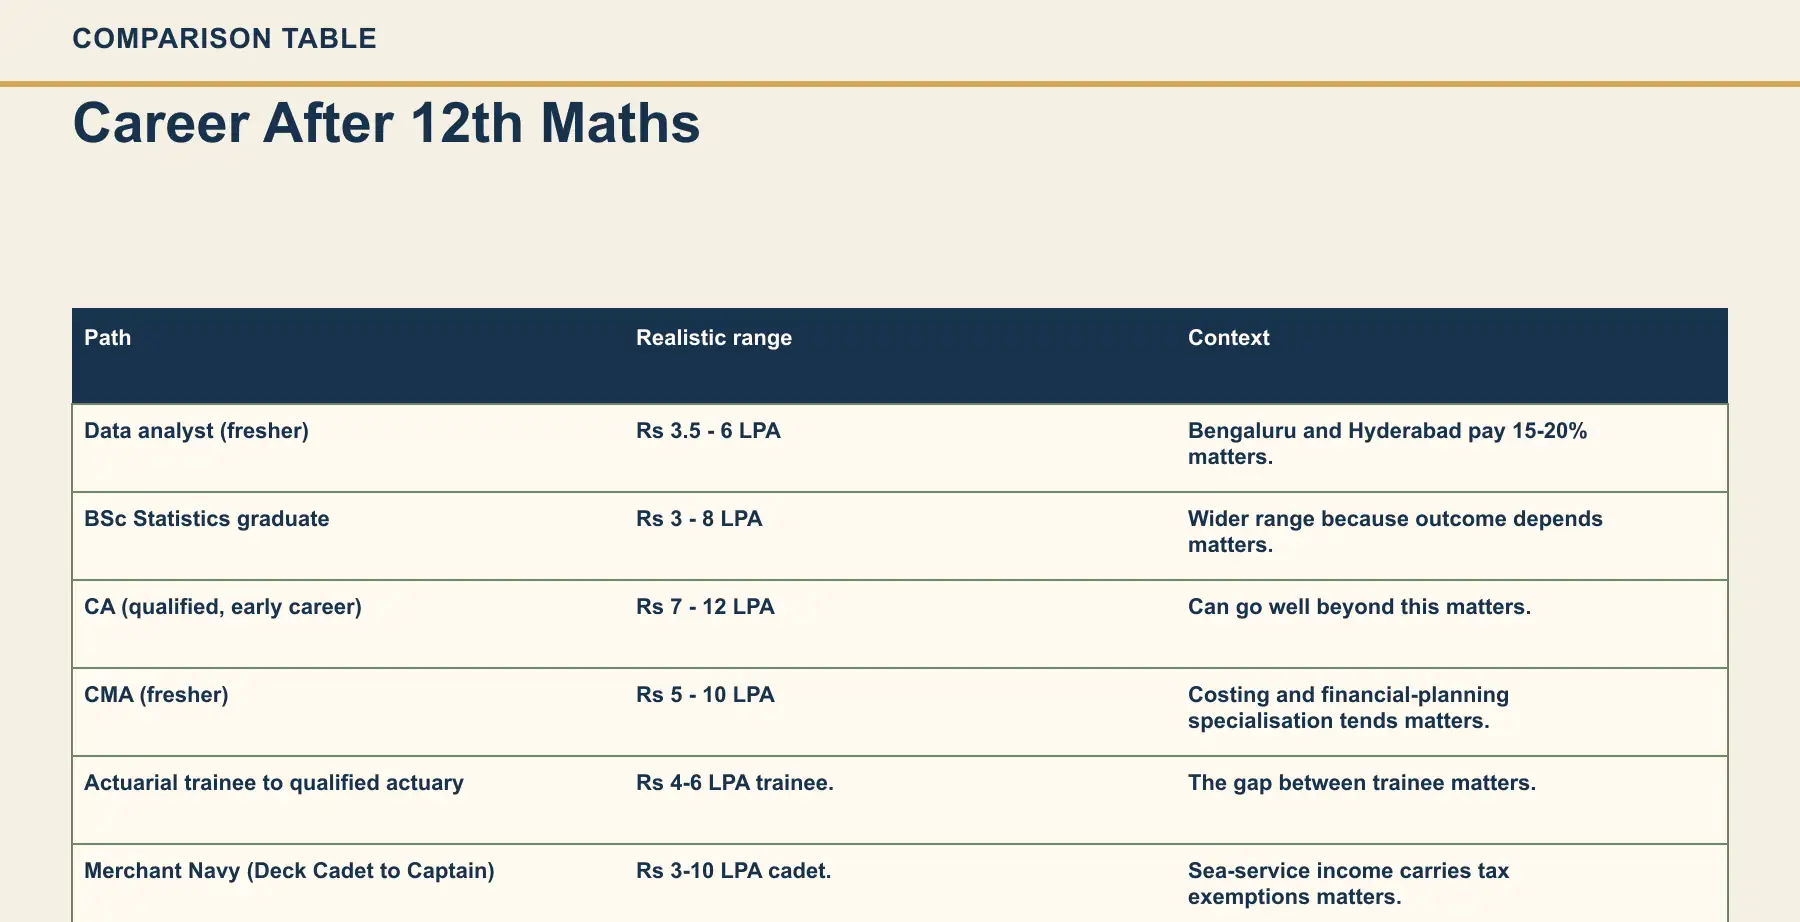 COMPARISON TABLE
Career After 12th Maths
Path Realistic range Context
Data analyst (fresher) Rs 3.5 - 6 LPA Bengaluru and Hyderabad pay 15-20%
matters.
BSc Statistics graduate Rs 3 - 8 LPA Wider range because outcome depends
matters.
CA (qualified, early career) Rs 7 - 12 LPA Can go well beyond this matters.
CMA (fresher) Rs 5 - 10 LPA Costing and financial-planning
specialisation tends matters.
Actuarial trainee to qualified actuary Rs 4-6 LPA trainee. The gap between trainee matters.
Merchant Navy (Deck Cadet to Captain) Rs 3-10 LPA cadet. Sea-service income carries tax
exemptions matters.